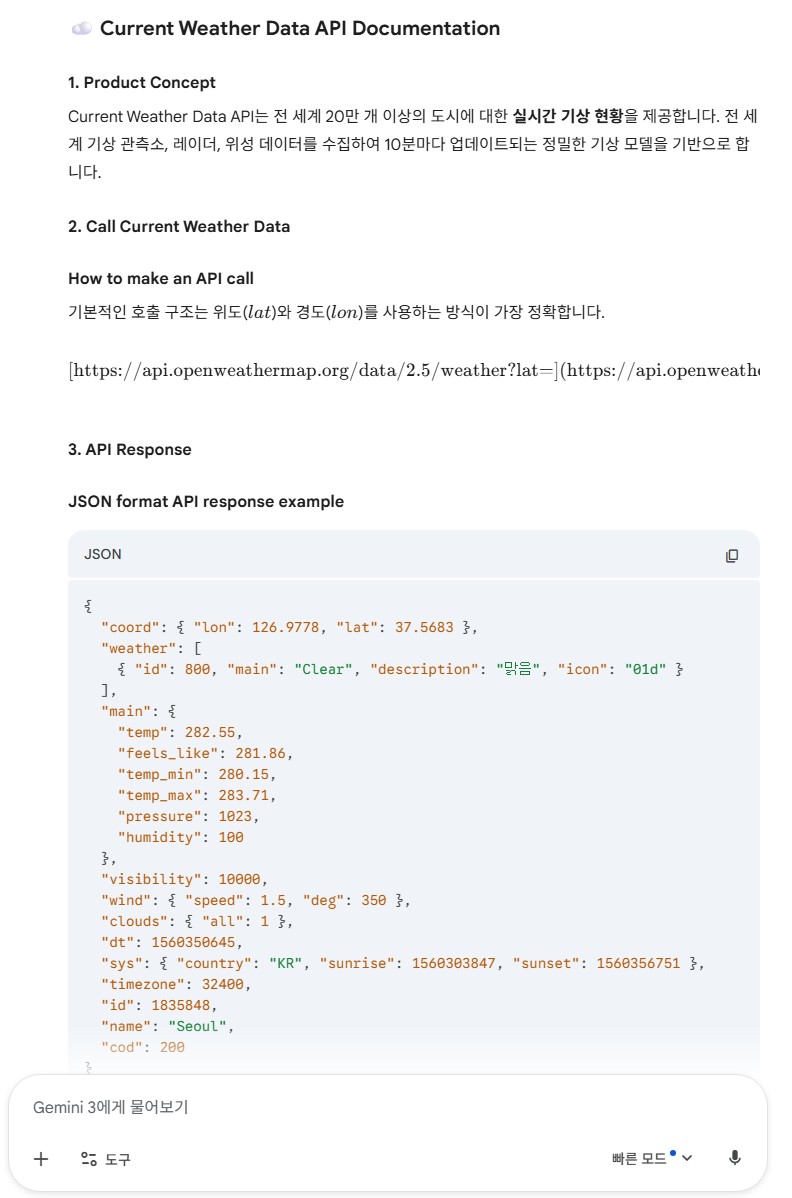 Current Weather Data API Documentation
1. Product Concept
Current Weather Data API는 전 세계 20만 개 이상의 도시에 대한 실시간 기상 현황을 제공합니다. 전 세
계 기상 관측소, 레이더, 위성 데이터를 수집하여 10분마다 업데이트되는 정밀한 기상 모델을 기반으로 합
니다.
2. Call Current Weather Data
How to make an API call
기본적인 호출 구조는 위도(lat)와 경도(lon)를 사용하는 방식이 가장 정확합니다.
[https://api.openweathermap.org/data/2.5/weather?lat=](https://api.openweathe
3. API Response
JSON format API response example
JSON
{
"coord": { "lon": 126.9778, "lat": 37.5683 },
"weather": [
{ "id": 800, "main": "Clear", "description": "맑음", "icon": "01d" }
],
"main": {
"temp": 282.55,
"feels_like": 281.86,
"temp_min": 280.15,
"temp_max": 283.71,
"pressure": 1023,
"humidity": 100
},
"visibility": 10000,
"wind": { "speed": 1.5, "deg": 350 },
"clouds": { "all": 1 },
"dt": 1560350645,
"sys": { "country": "KR", "sunrise": 1560303847, "sunset": 1560356751 },
"timezone": 32400,
"id": 1835848,
"name": "Seoul",
"cod": 200
}
Gemini 3에게 물어보기
도구
빠른 모드